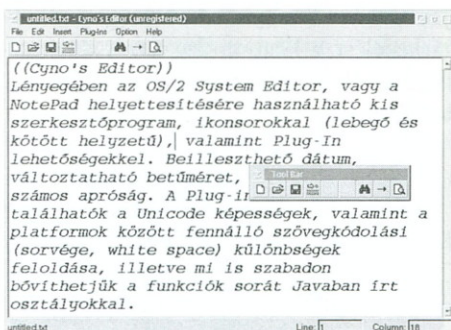 untitled.txt - Cyno's Editor (unregistered)
File Edit Insert Plug-ins Option Help
((Cyno's Editor))
Lényegében az OS/2 System Editor, vagy a
NotePad helyettesítésére használható kis
szerkesztőprogram, ikonsorokkal (lebegő és
kötött helyzetű), valamint Plug-In
lehetőségekkel. Beilleszthető dátum,
változtatható betűméret,
Tool Bar
számos apróság. A Plug-in
találhatók a Unicode képességek, valamint a
platformok között fennálló szövegkódolási
(sorvége, white space) különbségek
feloldása, illetve mi is szabadon
bővíthetjük a funkciók sorát Javaban írt
osztályokkal.
untitled.txt Line: 1 Column: 18